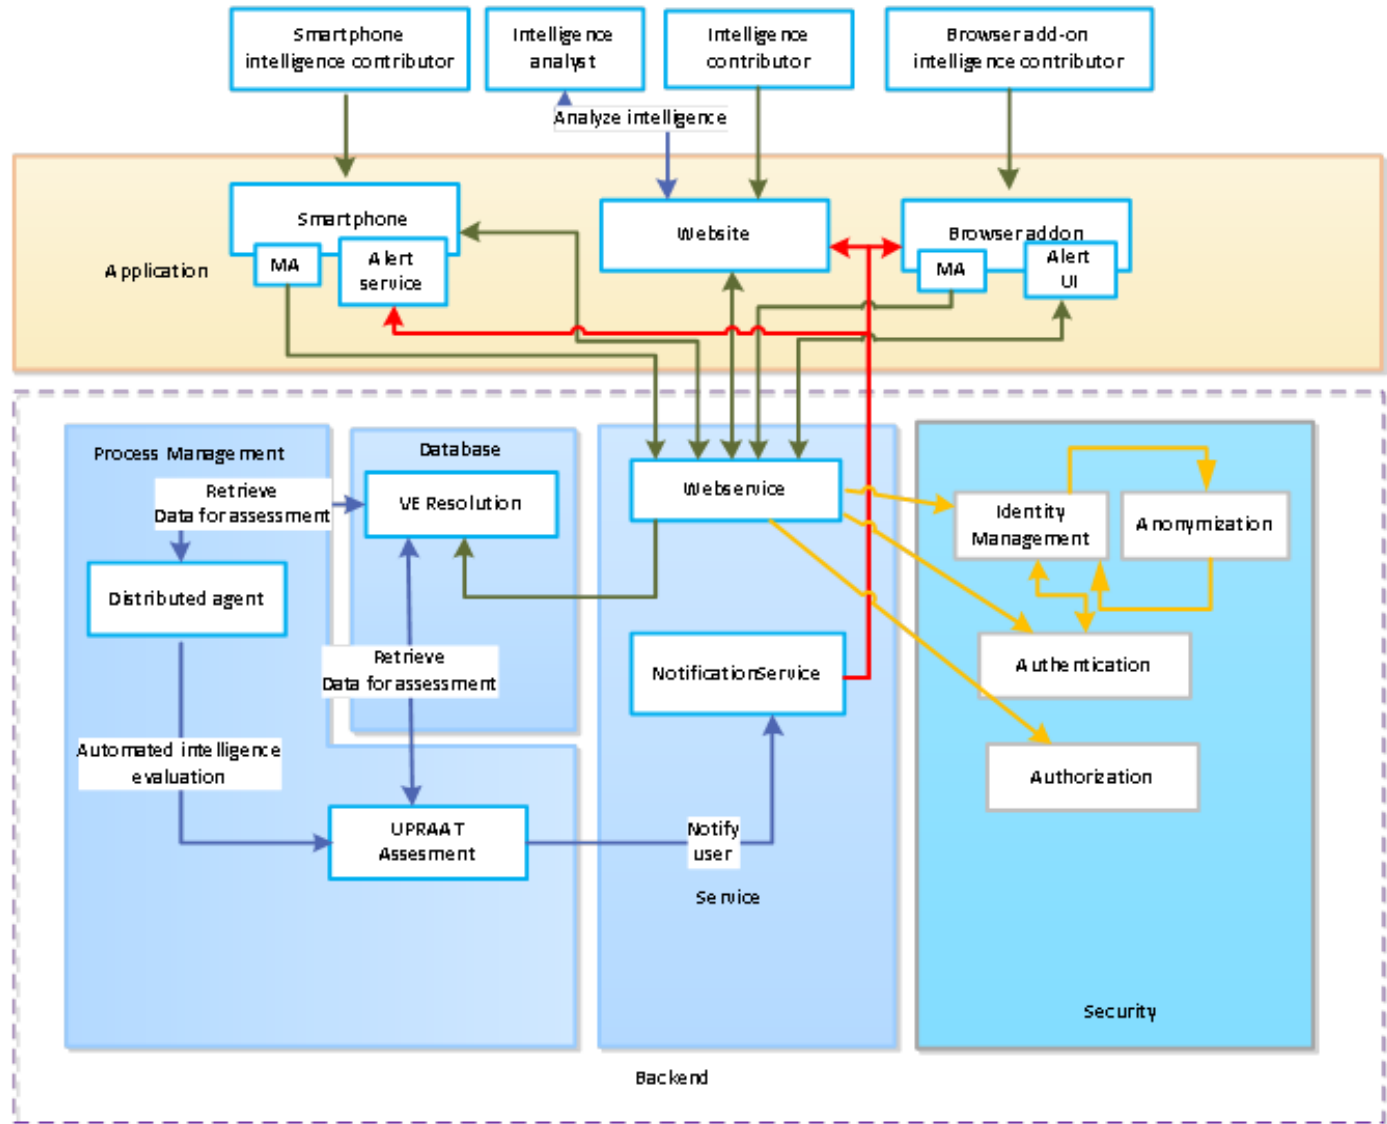 Smartphone
intelligence contributor
Intelligence
analyst
Intelligence
contributor
Browser add-on
intelligence contributor
Analyze intelligence
Application
Smartphone
MA
Alert
service
Website
Browser addon
MA
Alert
UI
Process Management
Database
Retrieve
Data for assessment
VE Resolution
Webservice
Identity
Management
Anonymization
Distributed agent
Retrieve
Data for assessment
NotificationService
Authentication
Automated intelligence
evaluation
Authorization
UPRAAT
Assesment
Notify
user
Service
Security
Backend